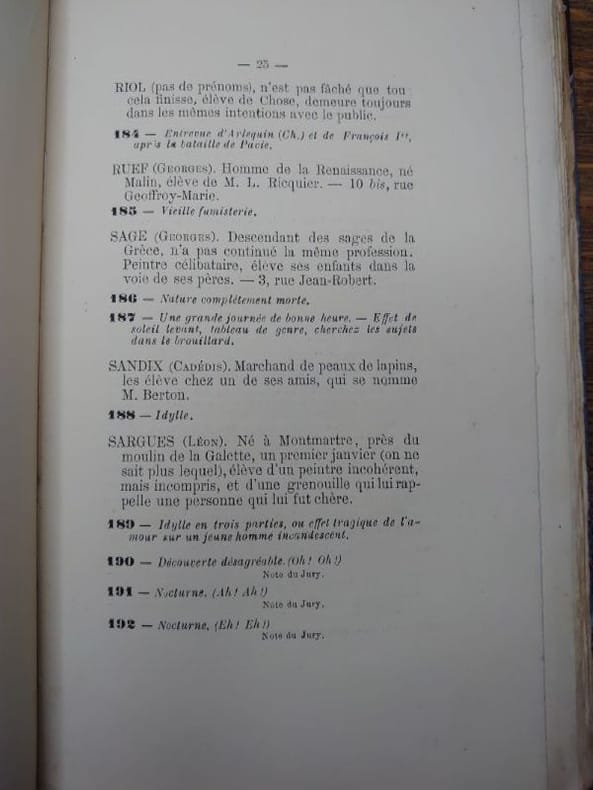 — 25 —
RIOL (pas de prénoms), n'est pas fâché que tou
cela finisse, élève de Chose, demeure toujours
dans les mêmes intentions avec le public.
184 — Entrevue d'Arlequin (Ch.) et de François Ier,
après la bataille de Pavie.
RUEF (GEORGES). Homme de la Renaissance, né
Malin, élève de M. L. Ricquier. — 10 bis, rue
Geoffroy-Marie.
185 — Vieille fumisterie.
SAGE (GEORGES). Descendant des sages de la
Grèce, n'a pas continué la même profession.
Peintre célibataire, élève ses enfants dans la
voie de ses pères. — 3, rue Jean-Robert.
186 — Nature complétement morte.
187 — Une grande journée de bonne heure. — Effet de
soleil levant, tableau de genre, cherchez les sujets
dans le brouillard.
SANDIX (CADÉDIS). Marchand de peaux de lapins,
les élève chez un de ses amis, qui se nomme
M. Berton.
188 — Idylle.
SARGUES (LÉON). Né à Montmartre, près du
moulin de la Galette, un premier janvier (on ne
sait plus lequel), élève d'un peintre incohérent,
mais incompris, et d'une grenouille qui lui rap-
pelle une personne qui lui fut chère.
189 — Idylle en trois parties, ou effet tragique de l'a-
mour sur un jeune homme incandescent.
190 — Découverte désagréable. (Oh! Oh!)
Note du Jury.
191 — Nocturne. (Ah! Ah!)
Note du Jury.
192 — Nocturne. (Eh! Eh!)
Note du Jury.